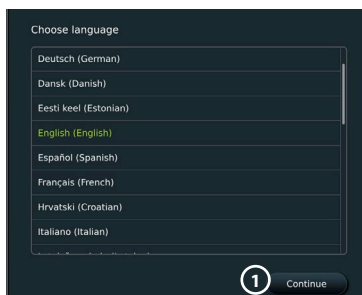 Choose language
Deutsch (German)
Dansk (Danish)
Eesti keel (Estonian)
English (English)
Español (Spanish)
Français (French)
Hrvatski (Croatian)
Italiano (Italian)
1 Continue